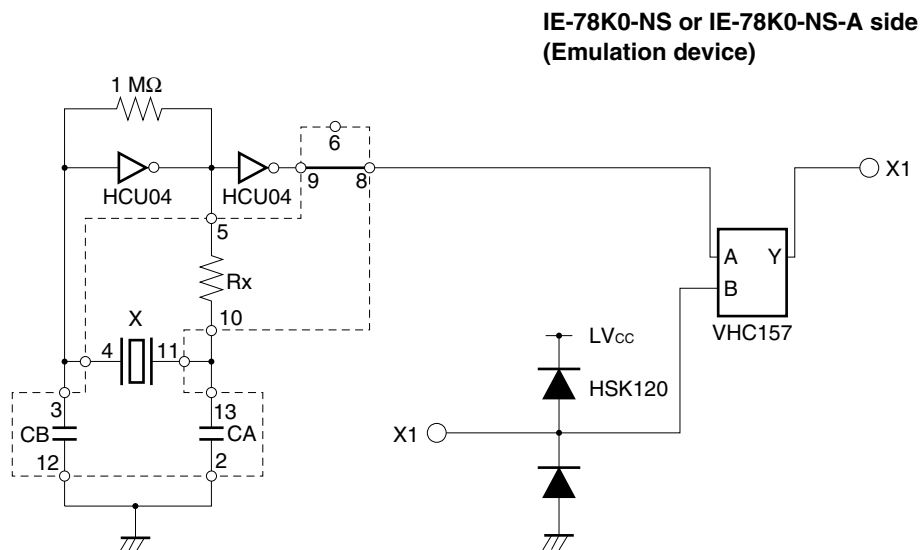 IE-78K0-NS or IE-78K0-NS-A side
(Emulation device)
1 MΩ
6
HCU04
HCU04
9
8
X1
5
A
Y
Rx
B
X
10
VHC157
4
11
LVcc
HSK120
3
13
CB
CA
X1
12
2